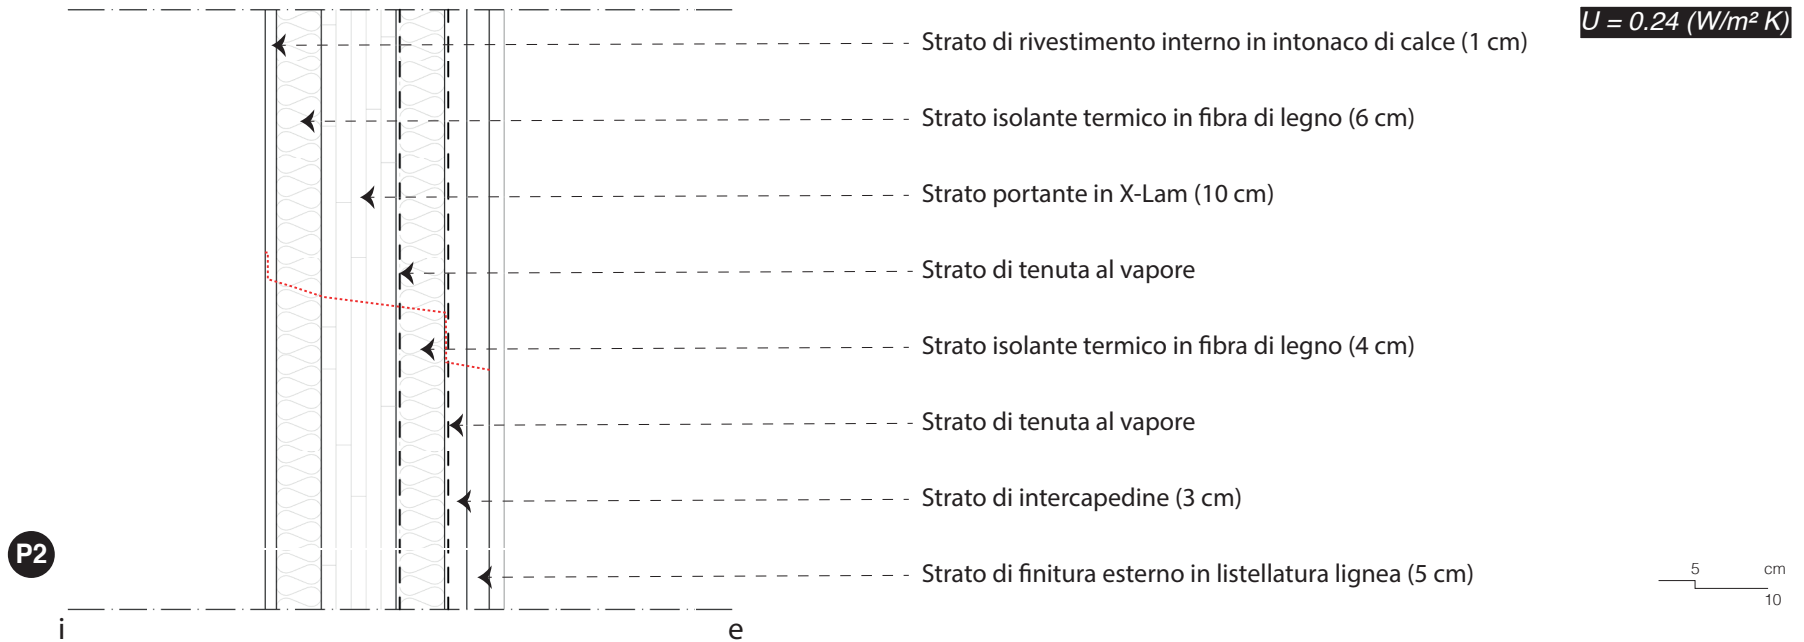 U = 0.24 (W/m² K)
Strato di rivestimento interno in intonaco di calce (1 cm)
Strato isolante termico in fibra di legno (6 cm)
Strato portante in X-Lam (10 cm)
Strato di tenuta al vapore
Strato isolante termico in fibra di legno (4 cm)
Strato di tenuta al vapore
Strato di intercapedine (3 cm)
P2
Strato di finitura esterno in listellatura lignea (5 cm)
5 cm
10
i e